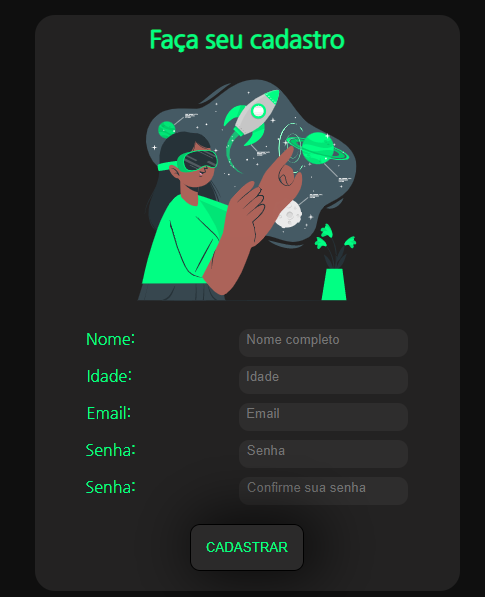 Faça seu cadastro
Nome: Nome completo
Idade: Idade
Email: Email
Senha: Senha
Senha: Confirme sua senha
CADASTRAR